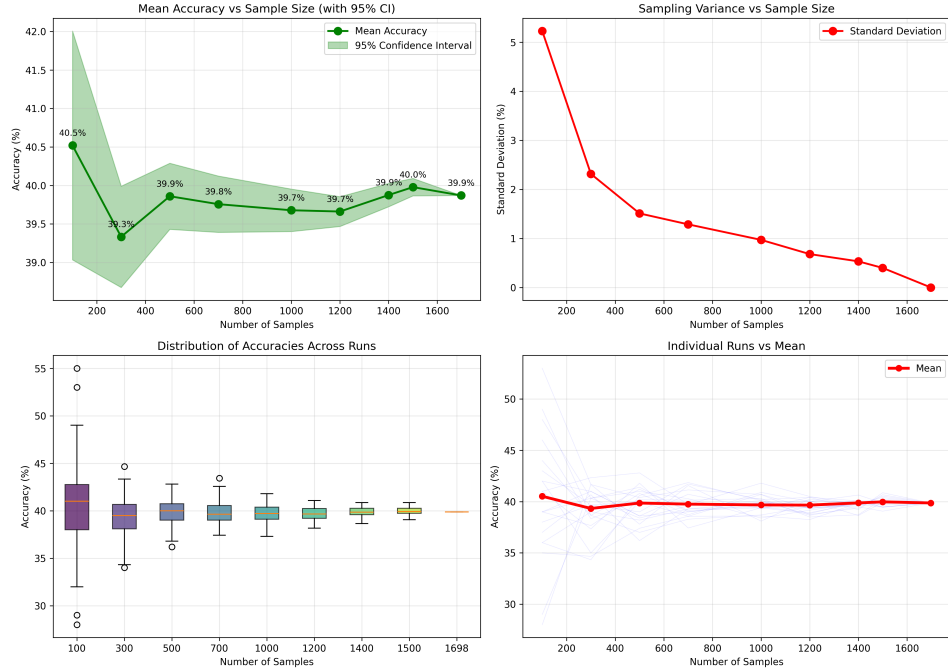 Mean Accuracy vs Sample Size (with 95% CI)
Accuracy (%)
42.0
41.5
41.0
40.5
40.0
39.5
39.0
40.5%
39.3%
39.9%
39.8%
39.7%
39.7%
39.9%
40.0%
39.9%
Mean Accuracy
95% Confidence Interval
200 400 600 800 1000 1200 1400 1600
Number of Samples
Sampling Variance vs Sample Size
Standard Deviation (%)
5
4
3
2
1
0
Standard Deviation
200 400 600 800 1000 1200 1400 1600
Number of Samples
Distribution of Accuracies Across Runs
Accuracy (%)
55
50
45
40
35
30
100 300 500 700 1000 1200 1400 1500 1698
Number of Samples
Individual Runs vs Mean
Accuracy (%)
50
45
40
35
30
Mean
200 400 600 800 1000 1200 1400 1600
Number of Samples